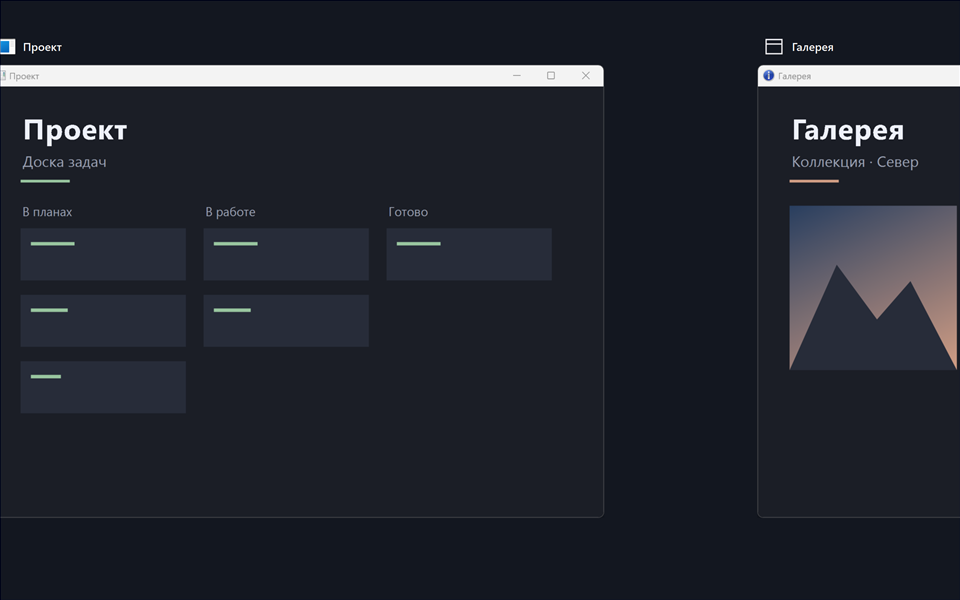 Проект
Проект
Проект
Доска задач
В планах
В работе
Готово
Галерея
Галерея
Галерея
Коллекция · Север